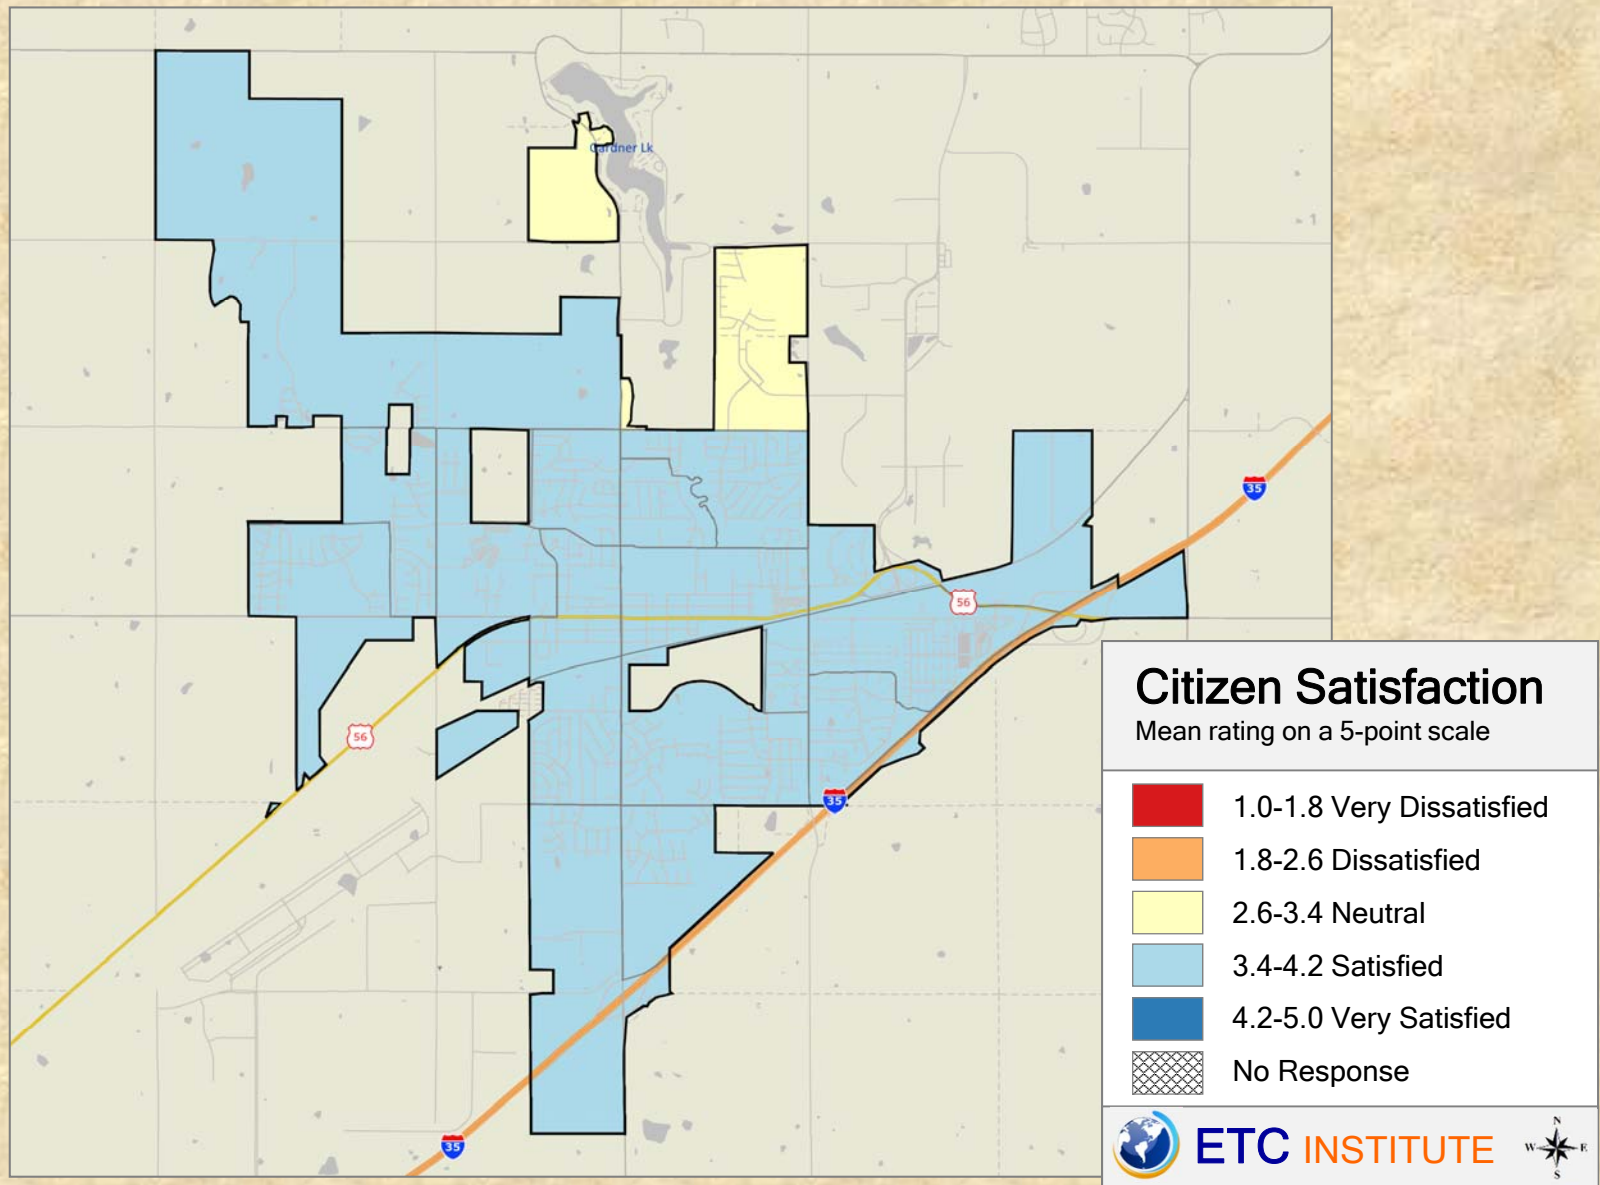 Gardner Lk
35
56
56
35
35
Citizen Satisfaction
Mean rating on a 5-point scale
1.0-1.8 Very Dissatisfied
1.8-2.6 Dissatisfied
2.6-3.4 Neutral
3.4-4.2 Satisfied
4.2-5.0 Very Satisfied
No Response
ETC INSTITUTE
N
W E
S